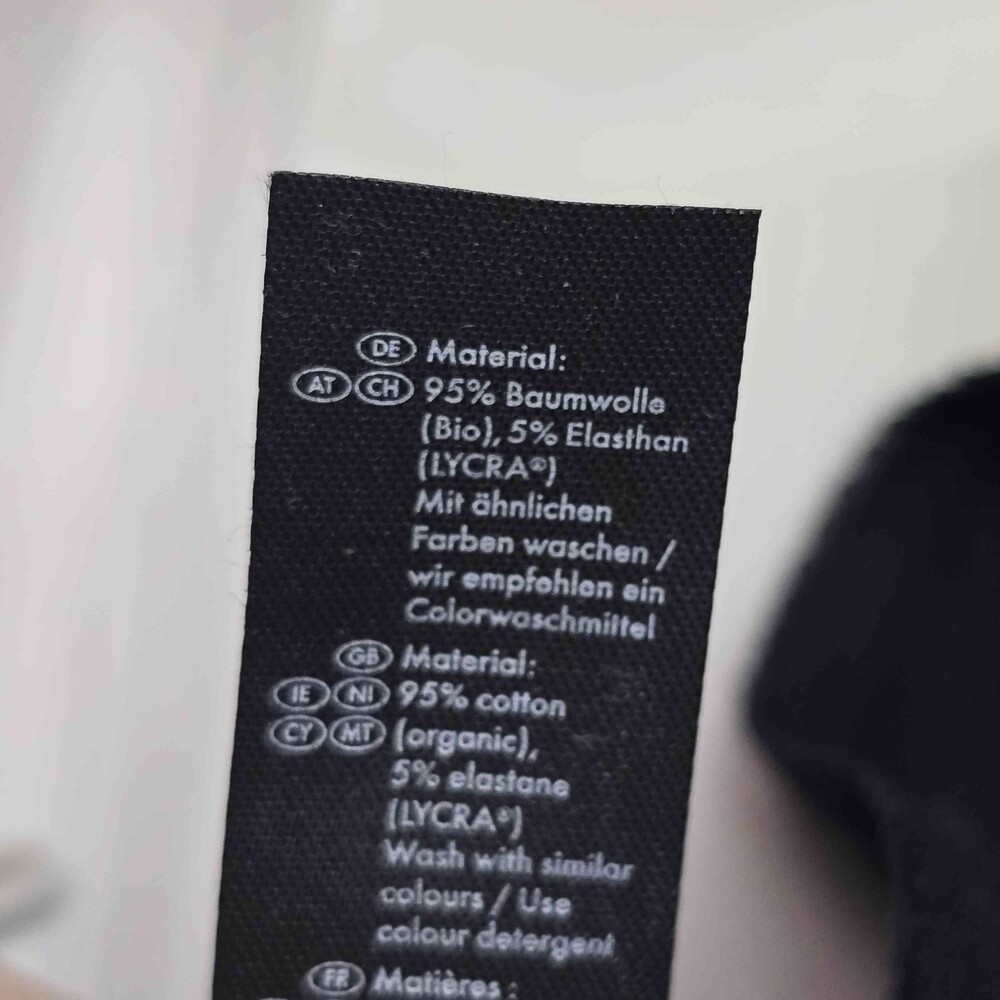 DE Material:
AT CH 95% Baumwolle
(Bio), 5% Elasthan
(LYCRA®)
Mit ähnlichen
Farben waschen /
wir empfehlen ein
Colorwaschmittel
GB Material:
IE NI 95% cotton
CY MT (organic),
5% elastane
(LYCRA®)
Wash with similar
colours / Use
colour detergent
FR Matières :